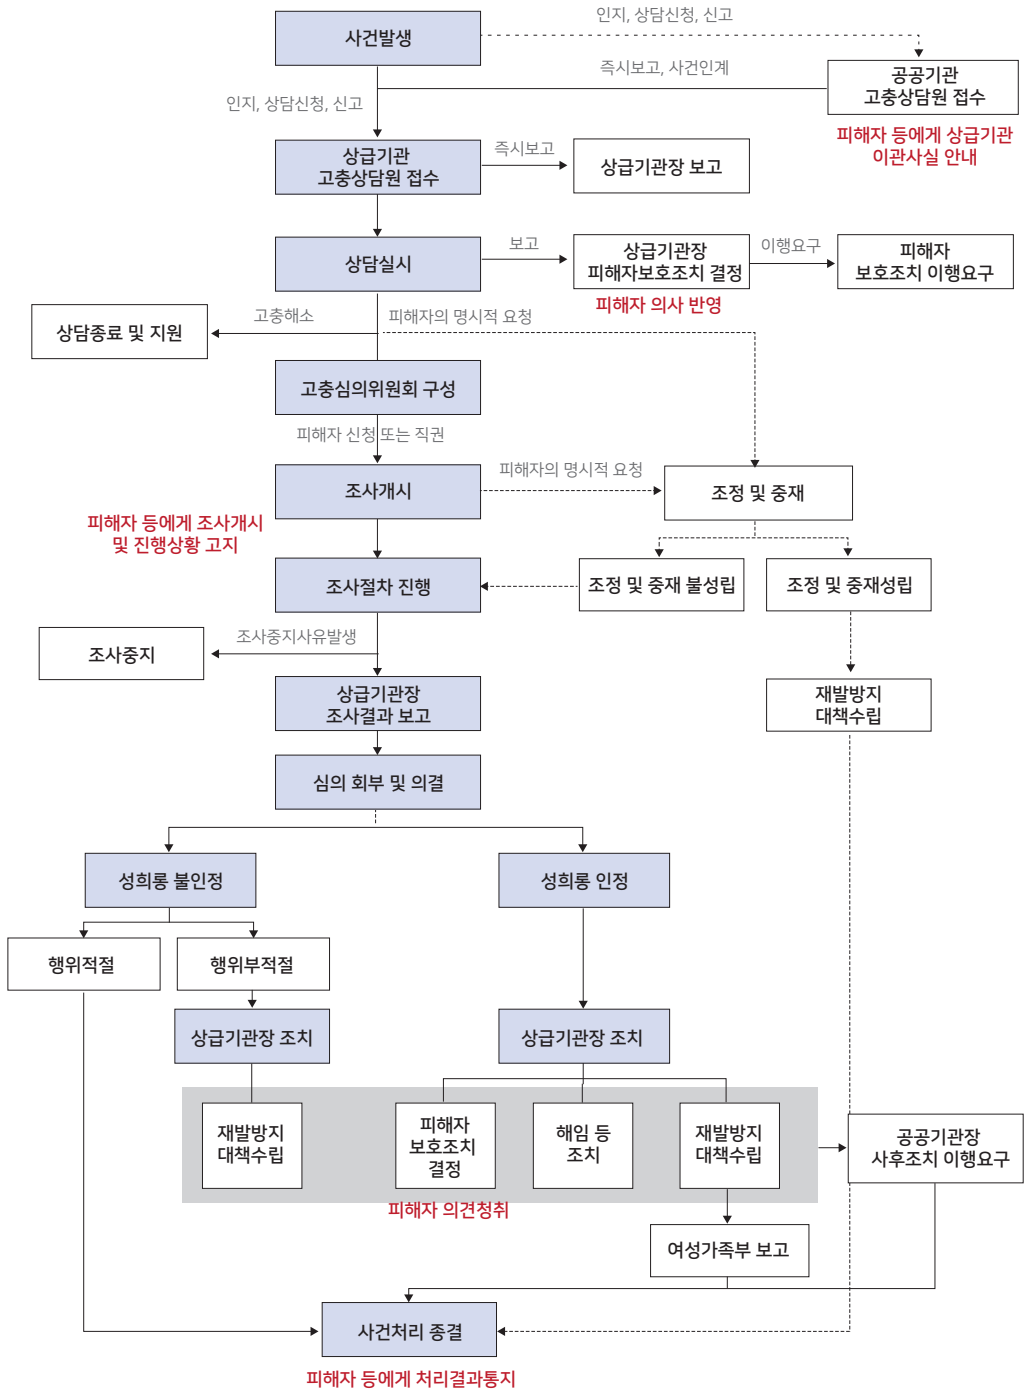 인지, 상담신청, 신고
사건발생
즉시보고, 사건인계
공공기관
고충상담원 접수
인지, 상담신청, 신고
피해자 등에게 상급기관
이관사실 안내
상급기관
고충상담원 접수
즉시보고
상급기관장 보고
상담실시
보고
상급기관장
피해자보호조치 결정
이행요구
피해자
보호조치 이행요구
피해자 의사 반영
상담종료 및 지원
고충해소
피해자의 명시적 요청
고충심의위원회 구성
피해자 신청 또는 직권
조사개시
피해자의 명시적 요청
조정 및 중재
피해자 등에게 조사개시
및 진행상황 고지
조사절차 진행
조정 및 중재 불성립
조정 및 중재성립
조사중지
조사중지사유발생
상급기관장
조사결과 보고
재발방지
대책수립
심의 회부 및 의결
성희롱 불인정
성희롱 인정
행위적절
행위부적절
상급기관장 조치
상급기관장 조치
재발방지
대책수립
피해자
보호조치
결정
해임 등
조치
재발방지
대책수립
공공기관장
사후조치 이행요구
피해자 의견청취
여성가족부 보고
사건처리 종결
피해자 등에게 처리결과통지